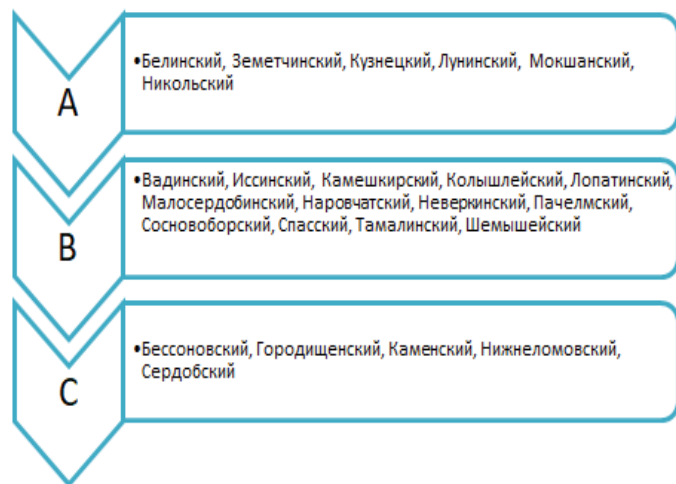 A
•Белинский, Земетчинский, Кузнецкий, Лунинский, Мокшанский,
Никольский
B
•Вадинский, Иссинский, Камешкирский, Колышлейский, Лопатинский,
Малосердобинский, Наровчатский, Неверкинский, Пачелмский,
Сосновоборский, Спасский, Тамалинский, Шемышейский
C
•Бессоновский, Городищенский, Каменский, Нижнеломовский,
Сердобский